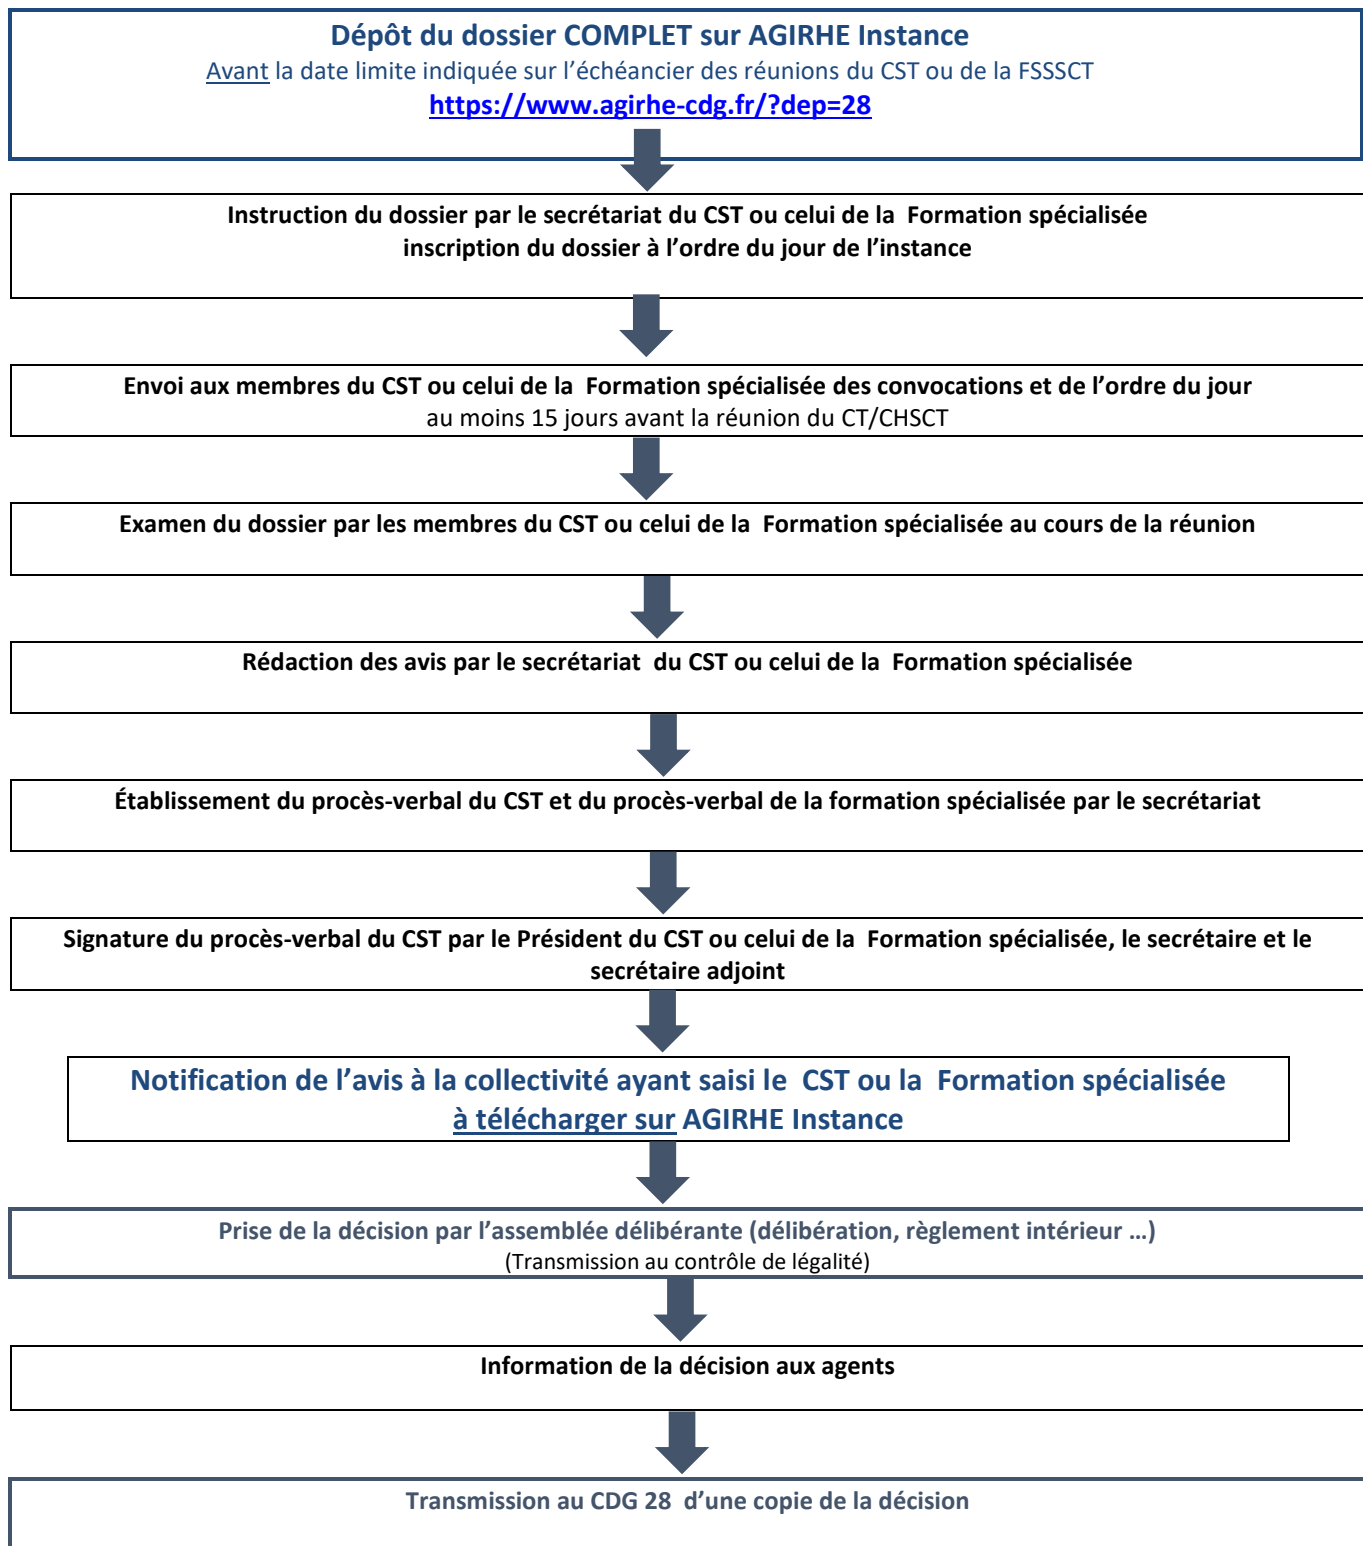 Dépôt du dossier COMPLET sur AGIRHE Instance
Avant la date limite indiquée sur l’échéancier des réunions du CST ou de la FSSSCT
https://www.agirhe-cdg.fr/?dep=28
Instruction du dossier par le secrétariat du CST ou celui de la Formation spécialisée
inscription du dossier à l’ordre du jour de l’instance
Envoi aux membres du CST ou celui de la Formation spécialisée des convocations et de l’ordre du jour
au moins 15 jours avant la réunion du CT/CHSCT
Examen du dossier par les membres du CST ou celui de la Formation spécialisée au cours de la réunion
Rédaction des avis par le secrétariat du CST ou celui de la Formation spécialisée
Établissement du procès-verbal du CST et du procès-verbal de la formation spécialisée par le secrétariat
Signature du procès-verbal du CST par le Président du CST ou celui de la Formation spécialisée, le secrétaire et le
secrétaire adjoint
Notification de l’avis à la collectivité ayant saisi le CST ou la Formation spécialisée
à télécharger sur AGIRHE Instance
Prise de la décision par l’assemblée délibérante (délibération, règlement intérieur …)
(Transmission au contrôle de légalité)
Information de la décision aux agents
Transmission au CDG 28 d’une copie de la décision